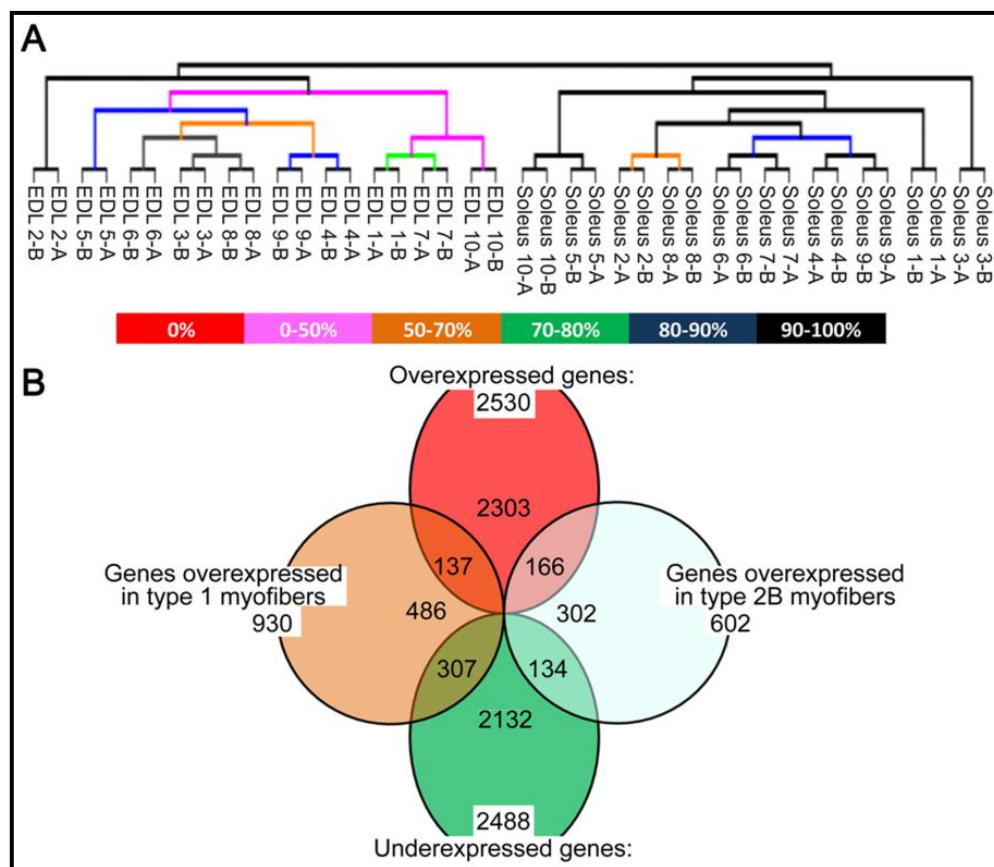 A
EDL 2-B
EDL 2-A
EDL 5-B
EDL 5-A
EDL 6-B
EDL 6-A
EDL 3-B
EDL 3-A
EDL 8-B
EDL 8-A
EDL 9-B
EDL 9-A
EDL 4-B
EDL 4-A
EDL 1-A
EDL 1-B
EDL 7-A
EDL 7-B
EDL 10-A
EDL 10-B
Soleus 10-A
Soleus 10-B
Soleus 5-B
Soleus 5-A
Soleus 2-A
Soleus 2-B
Soleus 8-A
Soleus 8-B
Soleus 6-A
Soleus 6-B
Soleus 7-B
Soleus 7-A
Soleus 4-A
Soleus 4-B
Soleus 9-B
Soleus 9-A
Soleus 1-B
Soleus 1-A
Soleus 3-A
Soleus 3-B
0% 0-50% 50-70% 70-80% 80-90% 90-100%
B
Overexpressed genes:
2530
2303
137
166
Genes overexpressed
in type 1 myofibers
930
486
302
Genes overexpressed
in type 2B myofibers
602
307
134
2132
2488
Underexpressed genes: